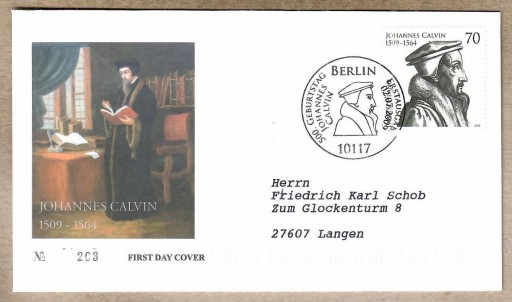 JOHANNES CALVIN
1509–1564
70
BERLIN
500. GEBURTSTAG
JOHANNES
CALVIN
ERSTAUSGABE
10117
JOHANNES CALVIN
1509 – 1564
Herrn
Friedrich Karl Schob
Zum Glockenturm 8
27607 Langen
№ 203
FIRST DAY COVER